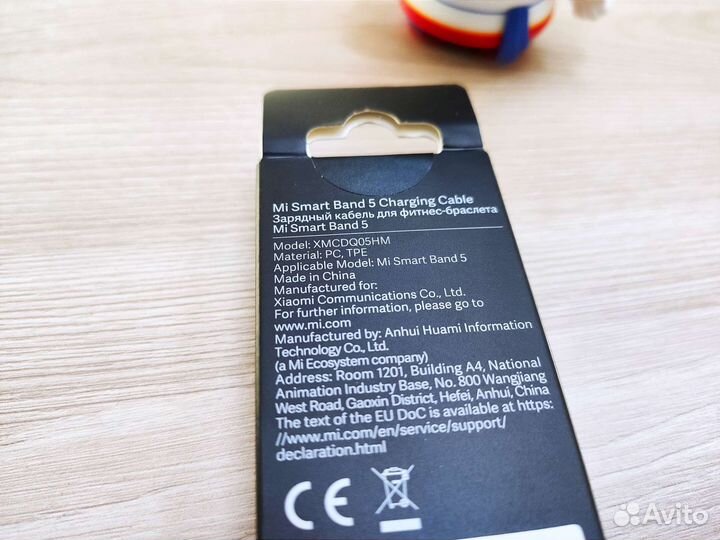 Mi Smart Band 5 Charging Cable
Зарядный кабель для фитнес-браслета
Mi Smart Band 5
Model: XMCDQ05HM
Material: PC, TPE
Applicable Model: Mi Smart Band 5
Made in China
Manufactured for:
Xiaomi Communications Co., Ltd.
For further information, please go to
www.mi.com
Manufactured by: Anhui Huami Information
Technology Co., Ltd.
(a Mi Ecosystem company)
Address: Room 1201, Building A4, National
Animation Industry Base, No. 800 Wangjiang
West Road, Gaoxin District, Hefei, Anhui, China
The text of the EU DoC is available at https:
//www.mi.com/en/service/support/
declaration.html
CE
Avito